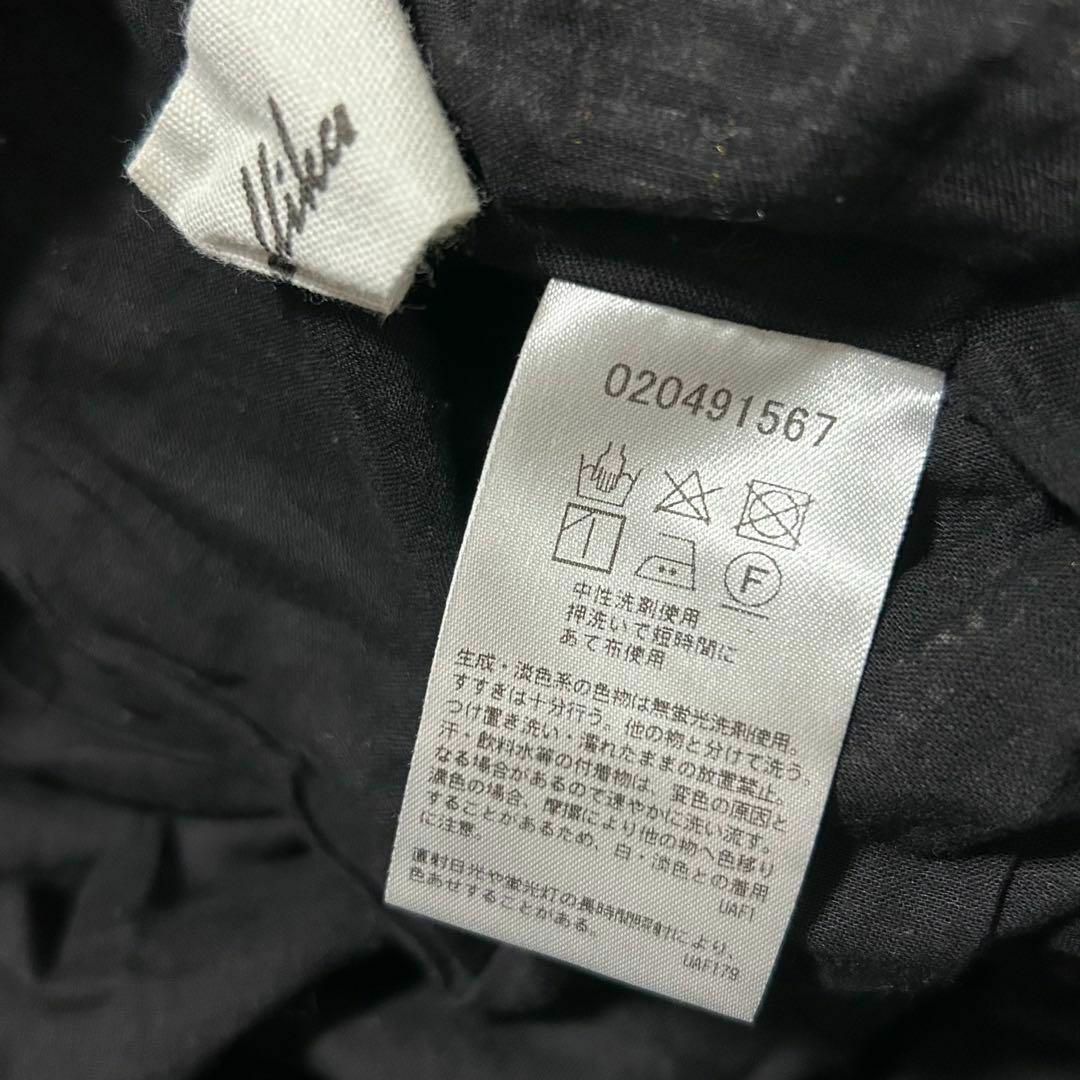 020491567
F
中性洗剤使用
押洗いで短時間に
あて布使用
生成・淡色系の色物は無蛍光洗剤使用。
すすぎは十分行う。他の物と分けて洗う。
つけ置き洗い・濡れたままの放置禁止。
汗・飲料水等の付着物は、変色の原因と
なる場合があるので速やかに洗い流す。
濃色の場合、摩擦により他の物へ色移り
することがあるため、白・淡色との着用
に注意。
UAF1
直射日光や蛍光灯の長時間照射により、
色あせすることがある。
UAF179